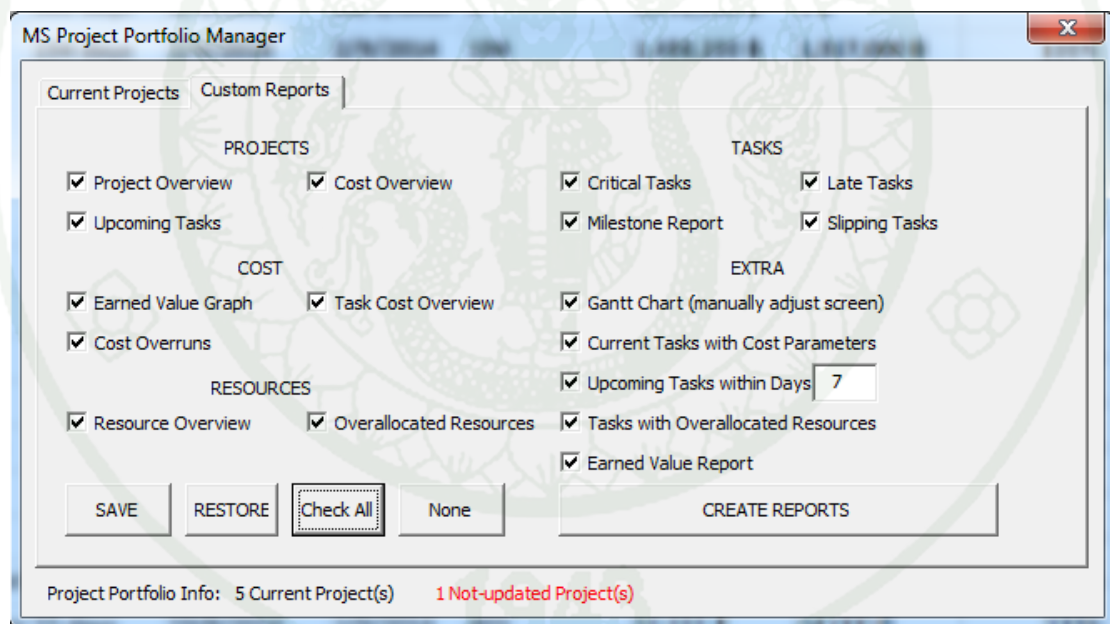 MS Project Portfolio Manager
Current Projects Custom Reports
PROJECTS
Project Overview Cost Overview
Upcoming Tasks
COST
Earned Value Graph Task Cost Overview
Cost Overruns
RESOURCES
Resource Overview Overallocated Resources
TASKS
Critical Tasks Late Tasks
Milestone Report Slipping Tasks
EXTRA
Gantt Chart (manually adjust screen)
Current Tasks with Cost Parameters
Upcoming Tasks within Days 7
Tasks with Overallocated Resources
Earned Value Report
SAVE RESTORE Check All None CREATE REPORTS
Project Portfolio Info: 5 Current Project(s) 1 Not-updated Project(s)
1943